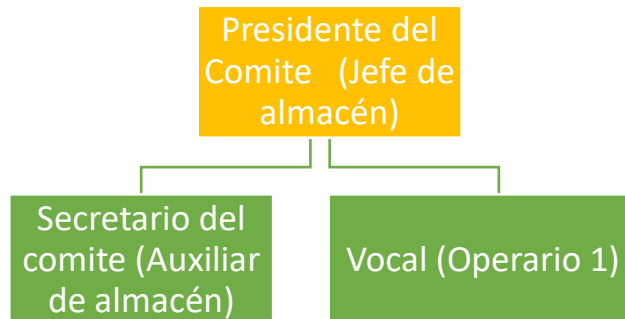 Presidente del
Comite (Jefe de
almacén)
Secretario del
comite (Auxiliar
de almacén)
Vocal (Operario 1)